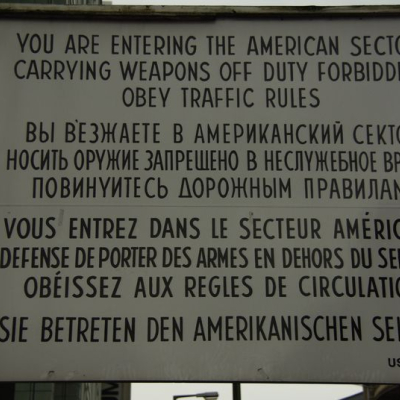 YOU ARE ENTERING THE AMERICAN SECTO
CARRYING WEAPONS OFF DUTY FORBIDD
OBEY TRAFFIC RULES
ВЫ ВЪЕЗЖАЕТЕ В АМЕРИКАНСКИЙ СЕКТО
НОСИТЬ ОРУЖИЕ ЗАПРЕЩЕНО В НЕСЛУЖЕБНОЕ ВР
ПОВИНУЙТЕСЬ ДОРОЖНЫМ ПРАВИЛАМ
VOUS ENTREZ DANS LE SECTEUR AMÉRIC
DEFENSE DE PORTER DES ARMES EN DEHORS DU SE
OBÉISSEZ AUX REGLES DE CIRCULATIO
SIE BETRETEN DEN AMERIKANISCHEN SE
US